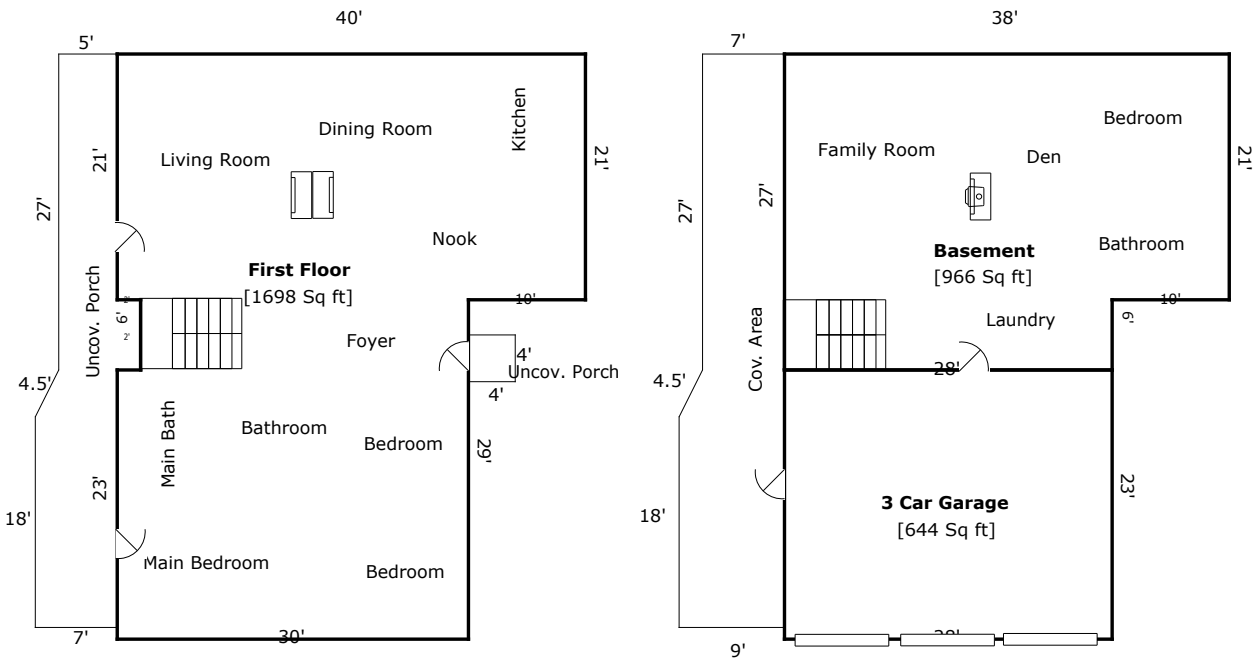 40'
5'
Kitchen
Dining Room
Living Room
21'
21'
27'
Nook
First Floor
[1698 Sq ft]
2'
10'
6'
2'
Uncov. Porch
Foyer
4'
Uncov. Porch
4'
4.5'
Main Bath
Bathroom
Bedroom
29'
23'
18'
Main Bedroom
Bedroom
7'
30'
38'
7'
Bedroom
Family Room
Den
21'
27'
27'
Bathroom
Basement
[966 Sq ft]
10'
6'
Laundry
Cov. Area
28'
4.5'
23'
3 Car Garage
[644 Sq ft]
18'
28'
9'